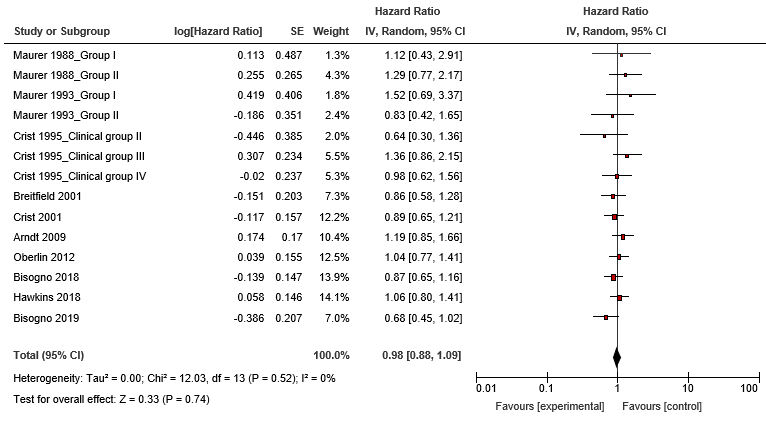 Hazard Ratio Hazard Ratio
Study or Subgroup log[Hazard Ratio] SE Weight IV, Random, 95% CI IV, Random, 95% CI
Maurer 1988_Group I 0.113 0.487 1.3% 1.12 [0.43, 2.91]
Maurer 1988_Group II 0.255 0.265 4.3% 1.29 [0.77, 2.17]
Maurer 1993_Group I 0.419 0.406 1.8% 1.52 [0.69, 3.37]
Maurer 1993_Group II -0.186 0.351 2.4% 0.83 [0.42, 1.65]
Crist 1995_Clinical group II -0.446 0.385 2.0% 0.64 [0.30, 1.36]
Crist 1995_Clinical group III 0.307 0.234 5.5% 1.36 [0.86, 2.15]
Crist 1995_Clinical group IV -0.02 0.237 5.3% 0.98 [0.62, 1.56]
Breitfield 2001 -0.151 0.203 7.3% 0.86 [0.58, 1.28]
Crist 2001 -0.117 0.157 12.2% 0.89 [0.65, 1.21]
Arndt 2009 0.174 0.17 10.4% 1.19 [0.85, 1.66]
Oberlin 2012 0.039 0.155 12.5% 1.04 [0.77, 1.41]
Bisogno 2018 -0.139 0.147 13.9% 0.87 [0.65, 1.16]
Hawkins 2018 0.058 0.146 14.1% 1.06 [0.80, 1.41]
Bisogno 2019 -0.386 0.207 7.0% 0.68 [0.45, 1.02]
Total (95% CI) 100.0% 0.98 [0.88, 1.09]
Heterogeneity: Tau² = 0.00; Chi² = 12.03, df = 13 (P = 0.52); I² = 0%
Test for overall effect: Z = 0.33 (P = 0.74)
0.01 0.1 1 10 100
Favours [experimental] Favours [control]